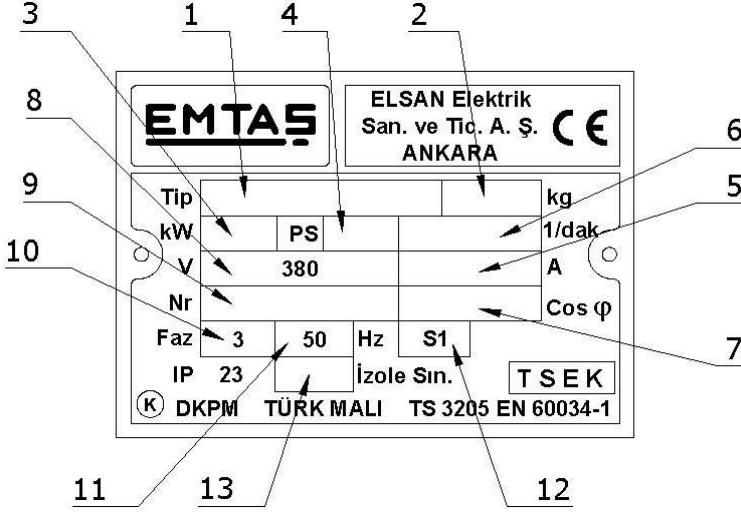 3 1 4 2
EMTAŞ
ELSAN Elektrik
San. ve Tic. A. Ş.
ANKARA
CE
8
6
9
5
10
Tip kg
kW PS 1/dak
V 380 A
Nr Cos φ
Faz 3 50 Hz S1
7
IP 23 İzole Sın.
TSEK
K DKPM TÜRK MALI TS 3205 EN 60034-1
11 13 12